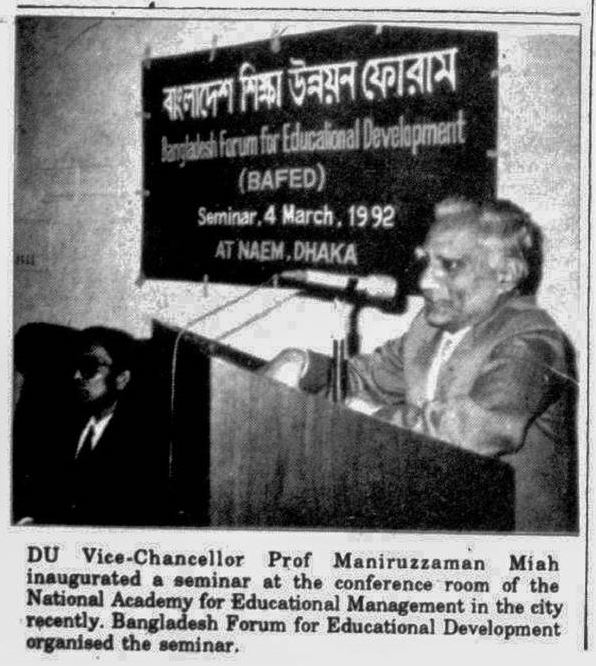 বাংলাদেশ শিক্ষা উন্নয়ন ফোরাম
Bangladesh Forum for Educational Development
(BAFED)
Seminar, 4 March, 1992
AT NAEM, DHAKA
DU Vice-Chancellor Prof Maniruzzaman Miah
inaugurated a seminar at the conference room of the
National Academy for Educational Management in the city
recently. Bangladesh Forum for Educational Development
organised the seminar.